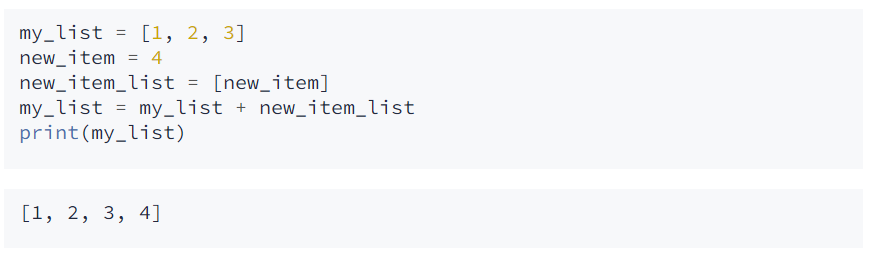 my_list = [1, 2, 3]
new_item = 4
new_item_list = [new_item]
my_list = my_list + new_item_list
print(my_list)
[1, 2, 3, 4]